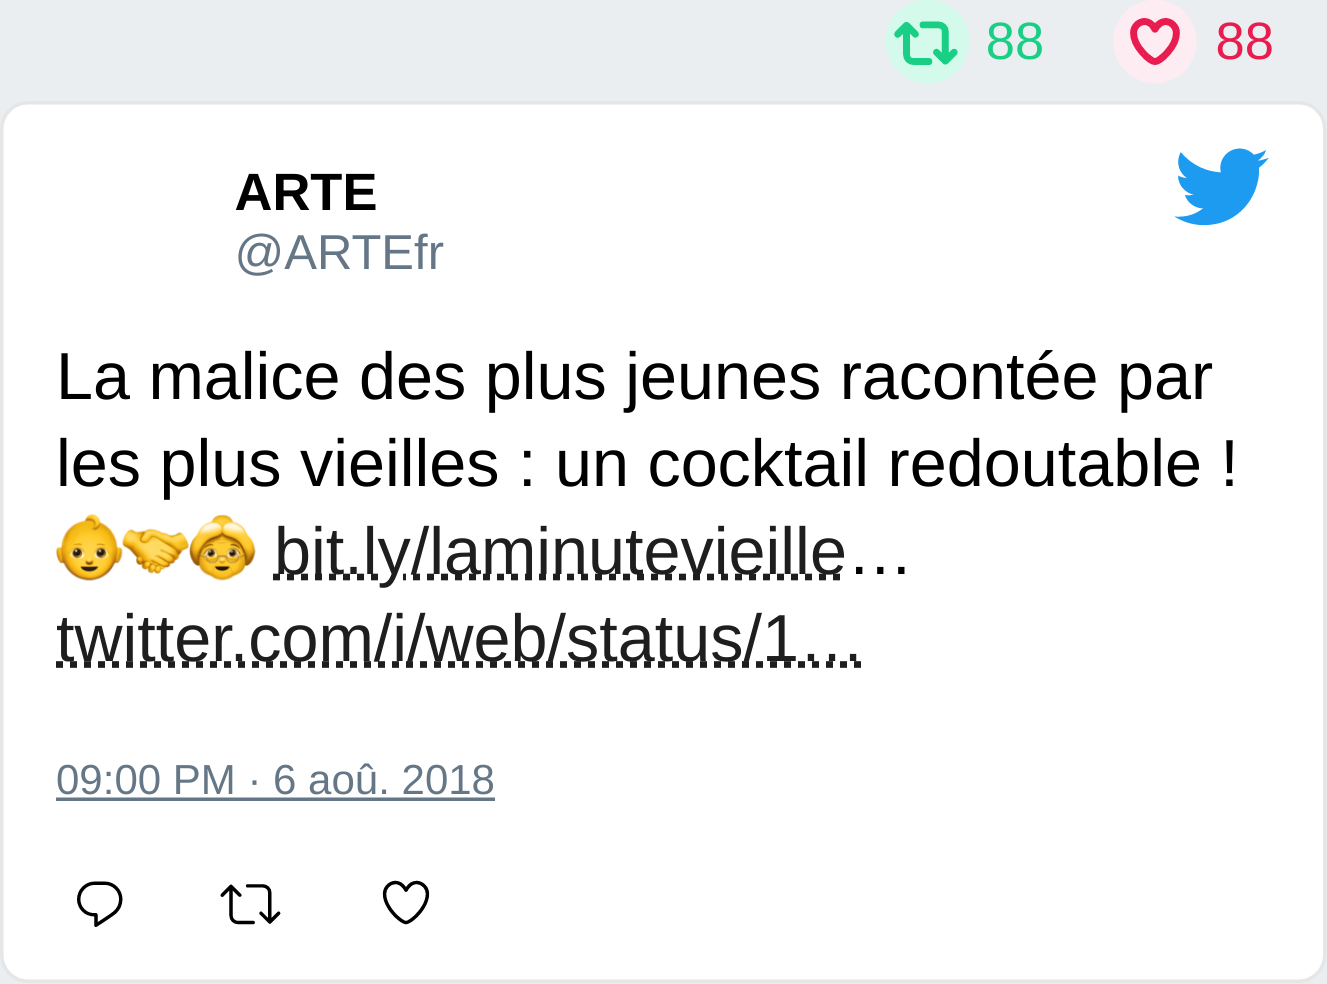 88 88
ARTE
@ARTEfr
La malice des plus jeunes racontée par
les plus vieilles : un cocktail redoutable !
👶🤝👵 bit.ly/laminutevieille…
twitter.com/i/web/status/1…
09:00 PM · 6 aoû. 2018